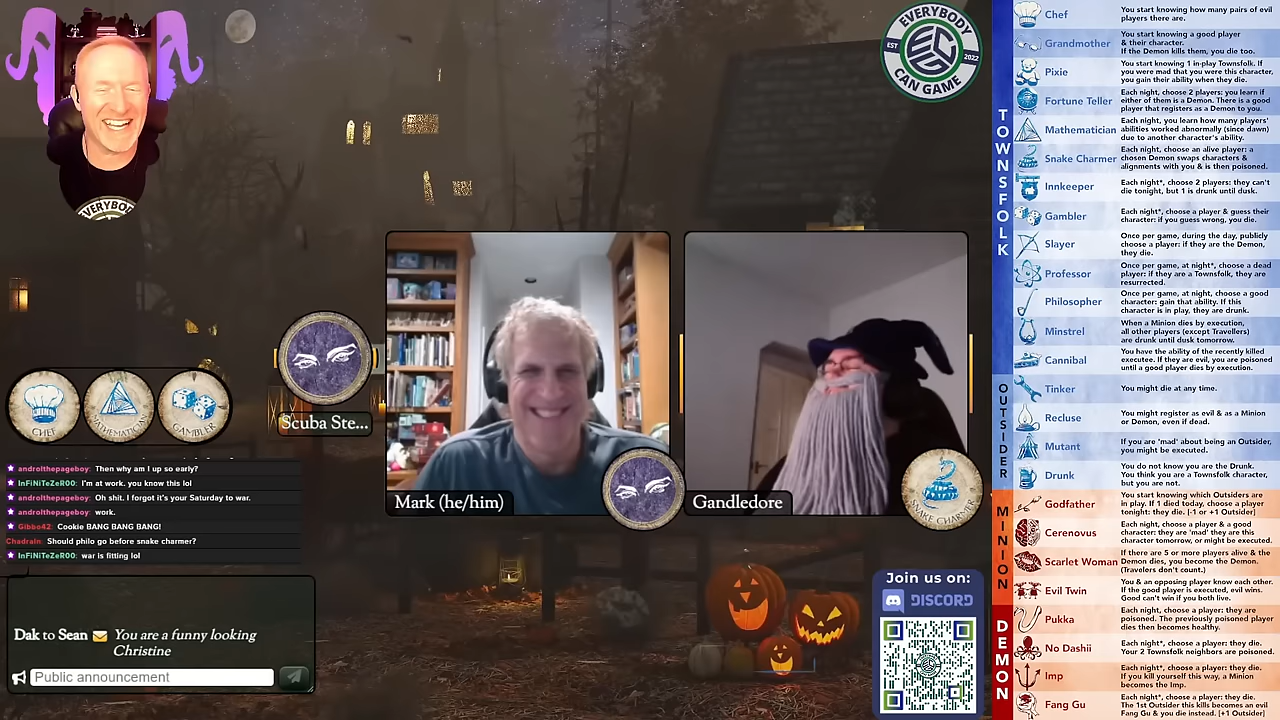 EVERYBODY
EST
2022
CAN GAME
EVERYBO
CHEF
MATHEMATICIAN
GAMBLER
Scuba Ste...
Mark (he/him)
Gandledore
SNAKE CHARMER
androlthepageboy: Then why am I up so early?
InFiNiTeZeR00: I'm at work. you know this lol
androlthepageboy: Oh shit. I forgot it's your Saturday to war.
androlthepageboy: work.
Gibbo42: Cookie BANG BANG BANG!
Chadrain: Should philo go before snake charmer?
InFiNiTeZeR00: war is fitting lol
Dak to Sean You are a funny looking
Christine
Public announcement
Join us on:
DISCORD
TOWNSFOLK
Chef
You start knowing how many pairs of evil
players there are.
Grandmother
You start knowing a good player
& their character.
If the Demon kills them, you die too.
Pixie
You start knowing 1 in-play Townsfolk. If
you were mad that you were this character,
you gain their ability when they die.
Fortune Teller
Each night, choose 2 players: you learn if
either of them is a Demon. There is a good
player that registers as a Demon to you.
Mathematician
Each night, you learn how many players'
abilities worked abnormally (since dawn)
due to another character's ability.
Snake Charmer
Each night, choose an alive player: a
chosen Demon swaps characters &
alignments with you & is then poisoned.
Innkeeper
Each night*, choose 2 players: they can't
die tonight, but 1 is drunk until dusk.
Gambler
Each night*, choose a player & guess their
character: if you guess wrong, you die.
Slayer
Once per game, during the day, publicly
choose a player: if they are the Demon,
they die.
Professor
Once per game, at night*, choose a dead
player: if they are a Townsfolk, they are
resurrected.
Philosopher
Once per game, at night, choose a good
character: gain that ability. If this
character is in play, they are drunk.
Minstrel
When a Minion dies by execution,
all other players (except Travellers)
are drunk until dusk tomorrow.
Cannibal
You have the ability of the recently killed
executee. If they are evil, you are poisoned
until a good player dies by execution.
OUTSIDER
Tinker
You might die at any time.
Recluse
You might register as evil & as a Minion
or Demon, even if dead.
Mutant
If you are 'mad' about being an Outsider,
you might be executed.
Drunk
You do not know you are the Drunk.
You think you are a Townsfolk character,
but you are not.
MINION
Godfather
You start knowing which Outsiders are
in play. If 1 died today, choose a player
tonight: they die. [-1 or +1 Outsider]
Cerenovus
Each night, choose a player & a good
character: they are 'mad' they are this
character tomorrow, or might be executed.
Scarlet Woman
If there are 5 or more players alive & the
Demon dies, you become the Demon.
(Travelers don't count.)
Evil Twin
You & an opposing player know each other.
If the good player is executed, evil wins.
Good can't win if you both live.
DEMON
Pukka
Each night, choose a player: they are
poisoned. The previously poisoned player
dies then becomes healthy.
No Dashii
Each night*, choose a player: they die.
Your 2 Townsfolk neighbors are poisoned.
Imp
Each night*, choose a player: they die.
If you kill yourself this way, a Minion
becomes the Imp.
Fang Gu
Each night*, choose a player: they die.
The 1st Outsider this kills becomes an evil
Fang Gu & you die instead. [+1 Outsider]